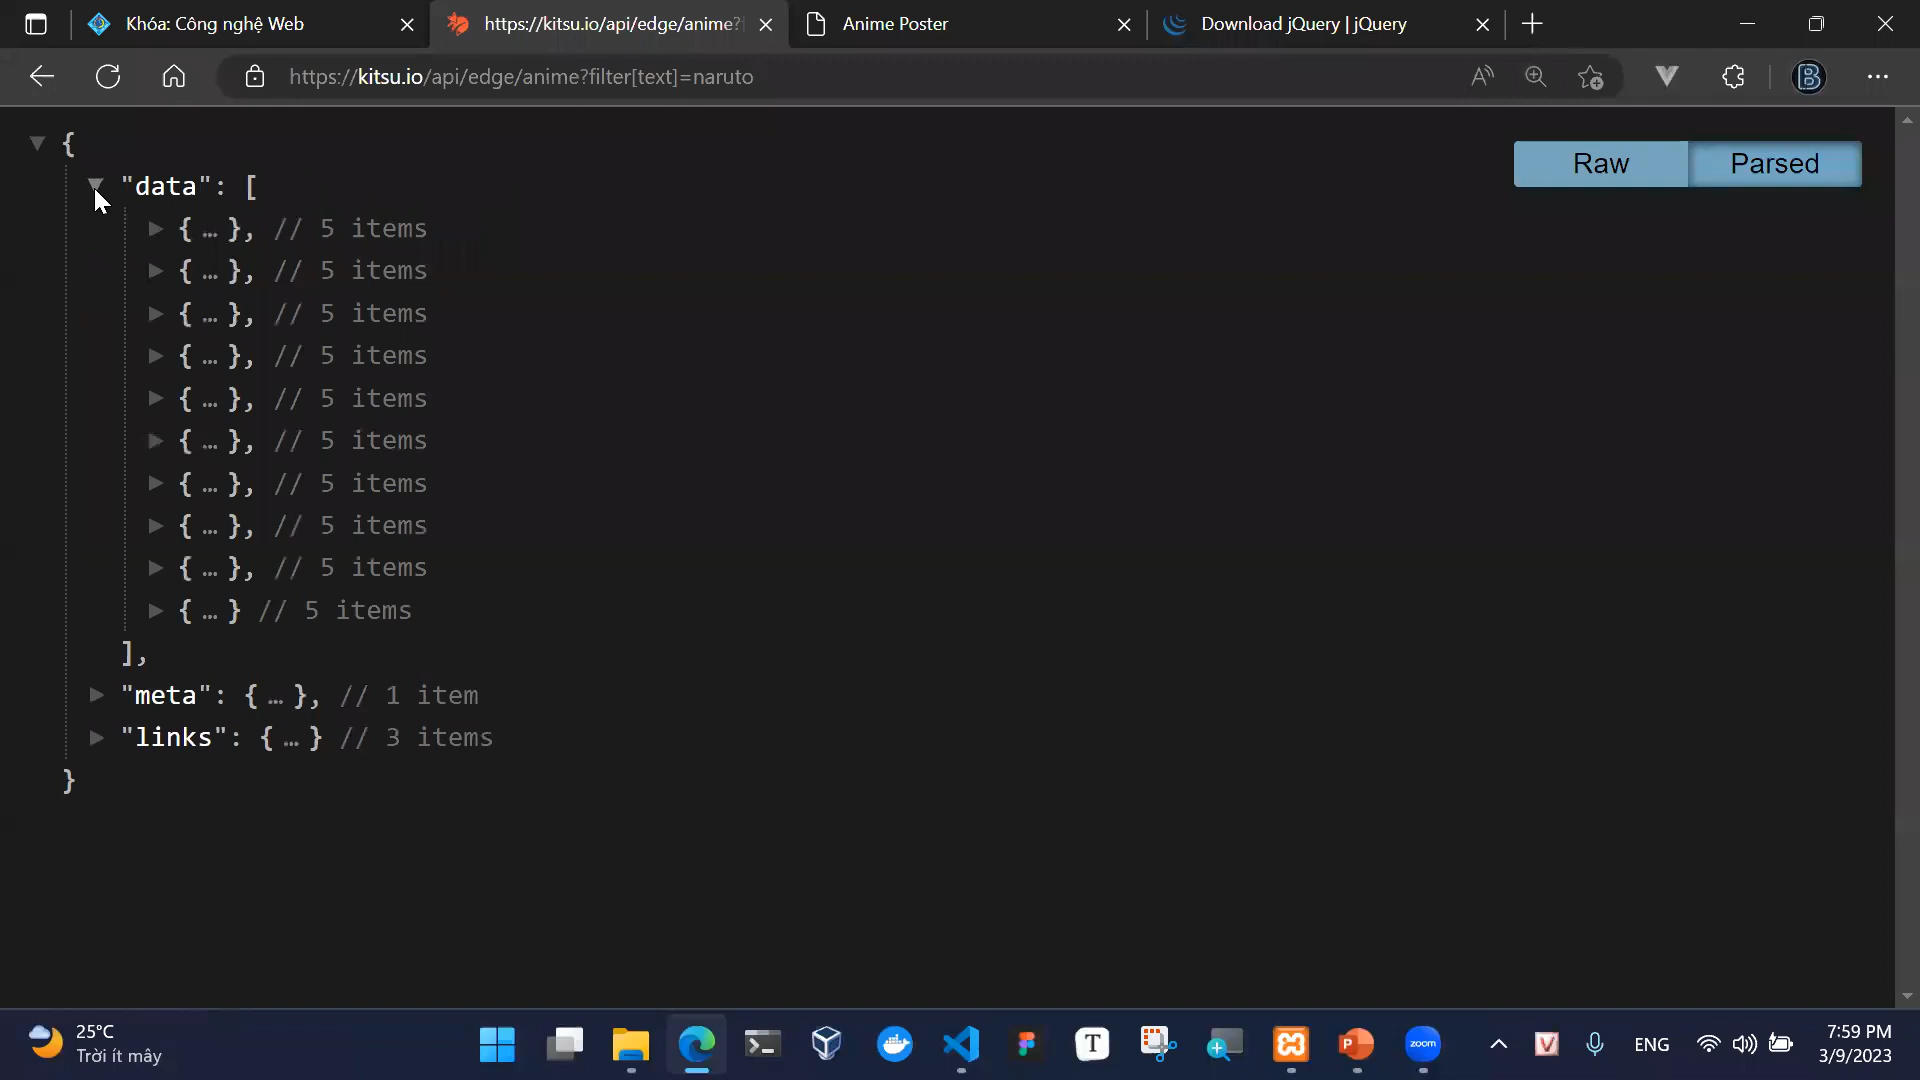 Khóa: Công nghệ Web
https://kitsu.io/api/edge/anime?
Anime Poster
Download jQuery | jQuery
https://kitsu.io/api/edge/anime?filter[text]=naruto
{
Raw
Parsed
"data": [
{ … }, // 5 items
{ … }, // 5 items
{ … }, // 5 items
{ … }, // 5 items
{ … }, // 5 items
{ … }, // 5 items
{ … }, // 5 items
{ … }, // 5 items
{ … }, // 5 items
{ … } // 5 items
],
"meta": { … }, // 1 item
"links": { … } // 3 items
}
25°C
Trời ít mây
T
zoom
V
ENG
7:59 PM
3/9/2023